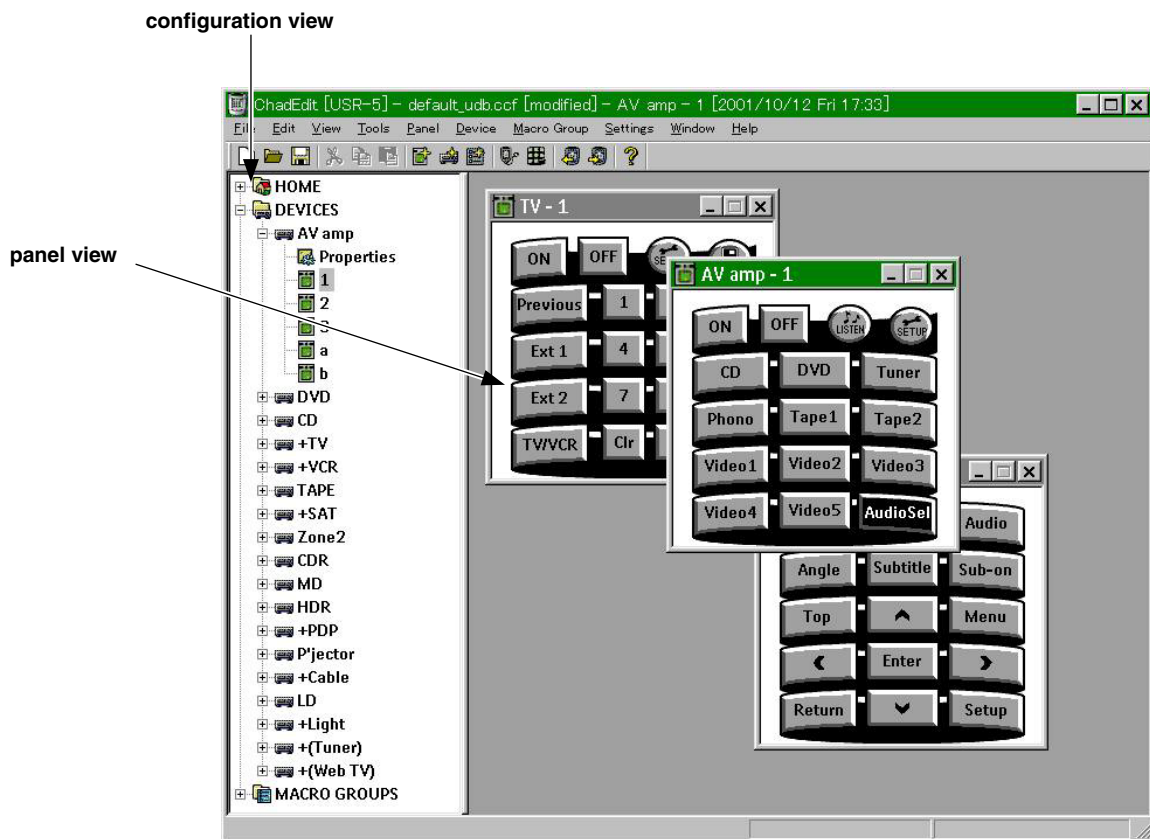 configuration view
ChadEdit [USR-5] - default_udb.ccf [modified] - AV amp - 1 [2001/10/12 Fri 17:33]
File Edit View Tools Panel Device Macro Group Settings Window Help
HOME
DEVICES
AV amp
Properties
1
2
3
a
b
DVD
CD
+TV
+VCR
TAPE
+SAT
Zone2
CDR
MD
HDR
+PDP
P'jector
+Cable
LD
+Light
+(Tuner)
+(Web TV)
MACRO GROUPS
panel view
TV - 1
ON OFF
Previous 1
Ext 1 4
Ext 2 7
TV/VCR Clr
AV amp - 1
ON OFF LISTEN SETUP
CD DVD Tuner
Phono Tape1 Tape2
Video1 Video2 Video3
Video4 Video5 AudioSel
Audio
Angle Subtitle Sub-on
Top Menu
Enter
Return Setup